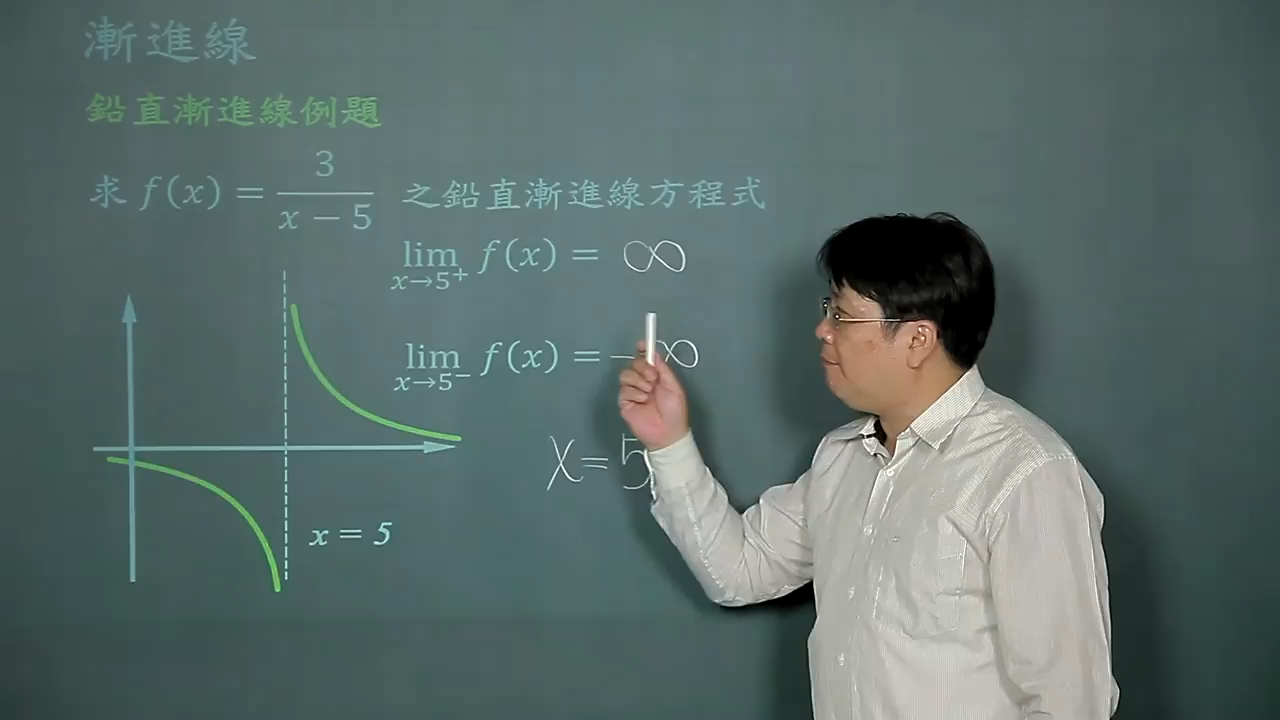 漸進線
鉛直漸進線例題
求 f(x) = 3/(x − 5) 之鉛直漸進線方程式
lim x→5⁺ f(x) = ∞
lim x→5⁻ f(x) = −∞
x = 5
x = 5